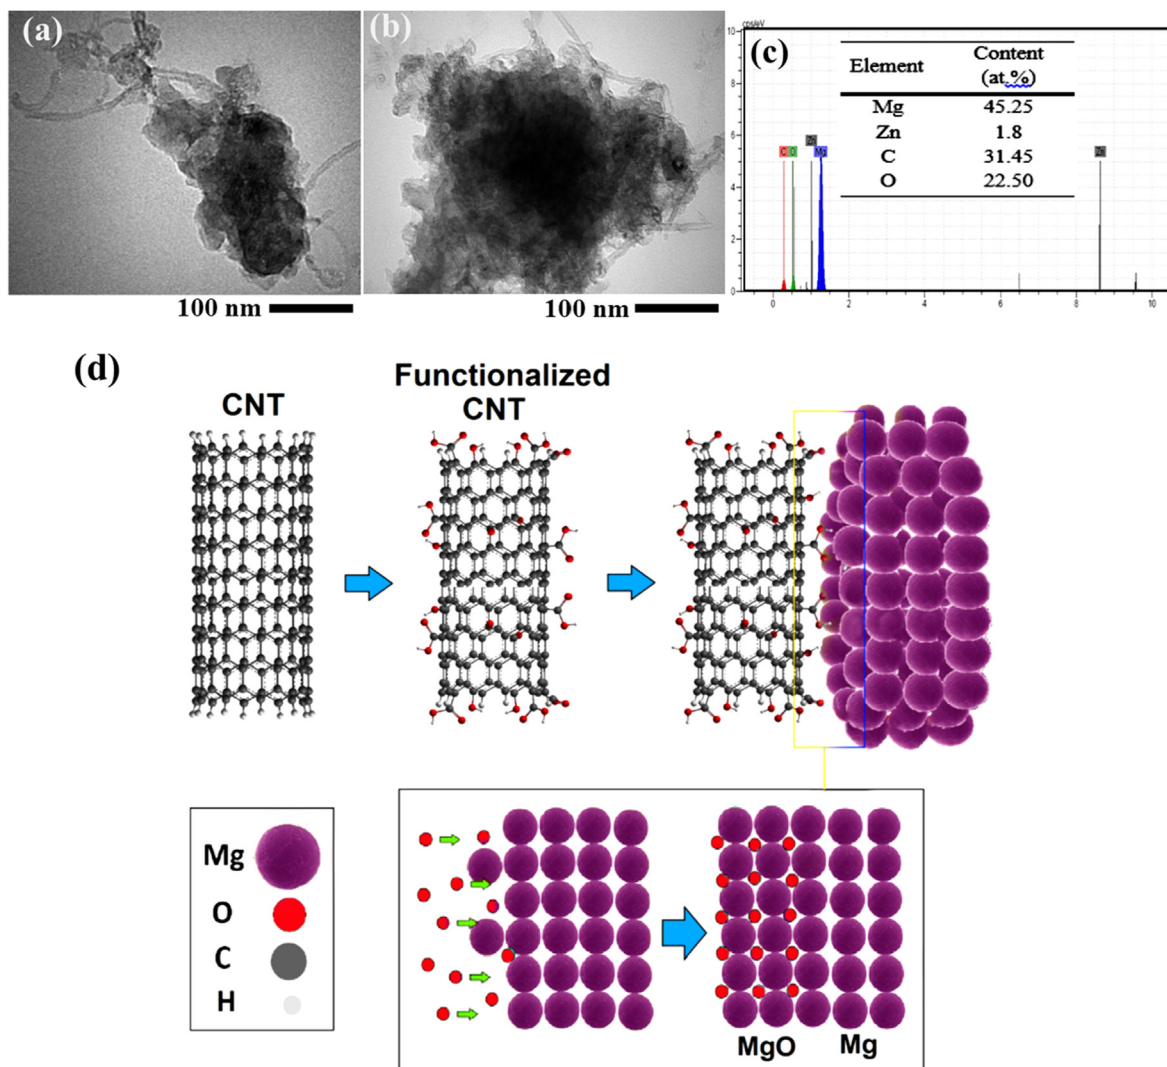 (a)
(b)
100 nm
100 nm
cps/eV
(c)
Element
Content
(at.%)
Mg
45.25
Zn
1.8
C
31.45
O
22.50
10
8
6
4
2
0
C
O
Zn
Mg
Zn
0
2
4
6
8
10
(d)
CNT
Functionalized
CNT
Mg
O
C
H
MgO
Mg